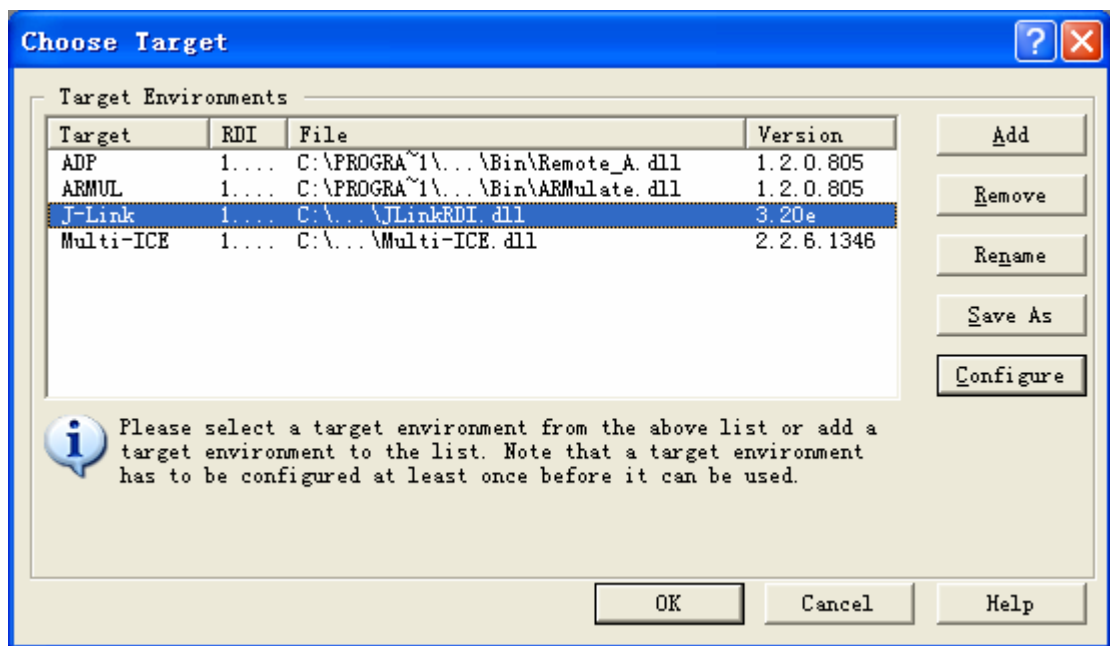 Choose Target
Target Environments
Target RDI File Version
ADP 1.... C:\PROGRA~1\...\Bin\Remote_A.dll 1.2.0.805
ARMUL 1.... C:\PROGRA~1\...\Bin\ARMulate.dll 1.2.0.805
J-Link 1.... C:\...\JLinkRDI.dll 3.20e
Multi-ICE 1.... C:\...\Multi-ICE.dll 2.2.6.1346
Add
Remove
Rename
Save As
Configure
Please select a target environment from the above list or add a
target environment to the list. Note that a target environment
has to be configured at least once before it can be used.
OK Cancel Help